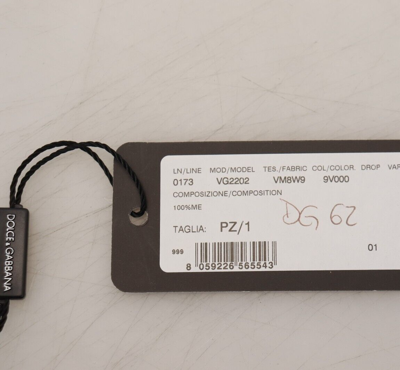 LN/LINE MOD/MODEL TES./FABRIC COL/COLOR DROP VAR
0173 VG2202 VM8W9 9V000
COMPOSIZIONE/COMPOSITION
100%ME
DG 62
TAGLIA: PZ/1
999
01
8 059226 565543
DOLCE & GABBANA